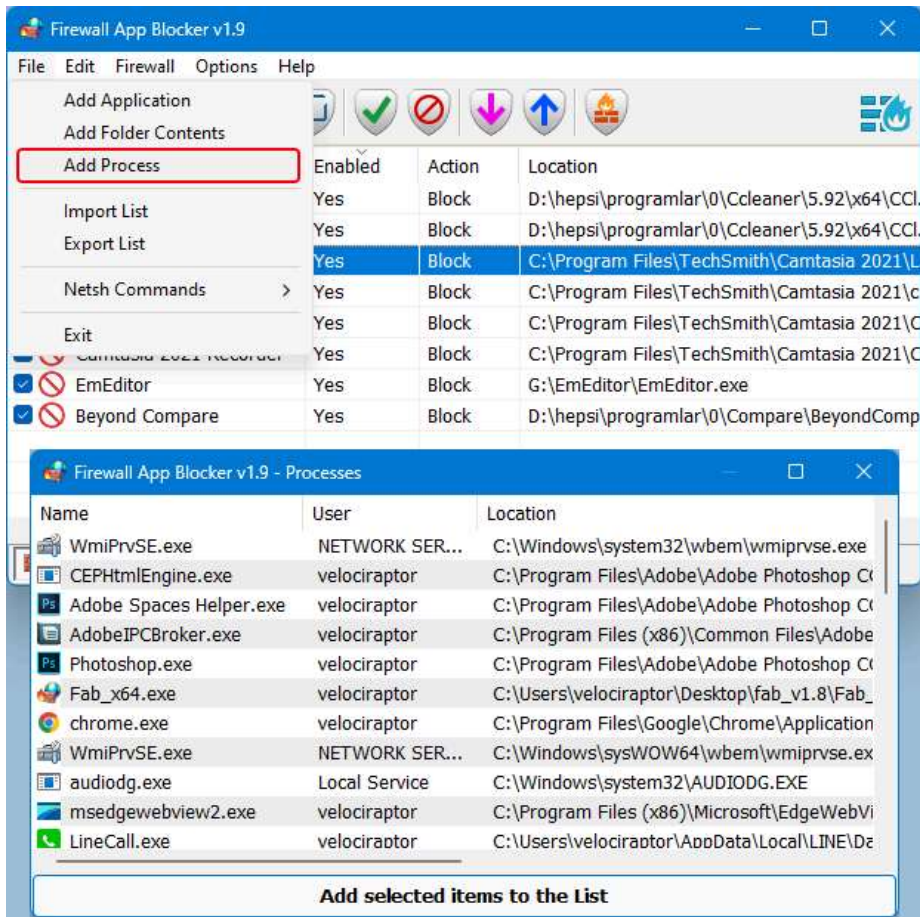 Firewall App Blocker v1.9
File Edit Firewall Options Help
Add Application
Add Folder Contents
Add Process
Import List
Export List
Netsh Commands
Exit
Enabled Action Location
Yes Block D:\hepsi\programlar\0\Ccleaner\5.92\x64\CCl.
Yes Block D:\hepsi\programlar\0\Ccleaner\5.92\x64\CCl.
Yes Block C:\Program Files\TechSmith\Camtasia 2021\L
Yes Block C:\Program Files\TechSmith\Camtasia 2021\c
Yes Block C:\Program Files\TechSmith\Camtasia 2021\C
Camtasia 2021 Recorder Yes Block C:\Program Files\TechSmith\Camtasia 2021\C
EmEditor Yes Block G:\EmEditor\EmEditor.exe
Beyond Compare Yes Block D:\hepsi\programlar\0\Compare\BeyondComp
Firewall App Blocker v1.9 - Processes
Name User Location
WmiPrvSE.exe NETWORK SER... C:\Windows\system32\wbem\wmiprvse.exe
CEPHtmlEngine.exe velociraptor C:\Program Files\Adobe\Adobe Photoshop CC
Ps Adobe Spaces Helper.exe velociraptor C:\Program Files\Adobe\Adobe Photoshop CC
AdobeIPCBroker.exe velociraptor C:\Program Files (x86)\Common Files\Adobe
Ps Photoshop.exe velociraptor C:\Program Files\Adobe\Adobe Photoshop CC
Fab_x64.exe velociraptor C:\Users\velociraptor\Desktop\fab_v1.8\Fab_
chrome.exe velociraptor C:\Program Files\Google\Chrome\Application
WmiPrvSE.exe NETWORK SER... C:\Windows\sysWOW64\wbem\wmiprvse.ex
audiodg.exe Local Service C:\Windows\system32\AUDIODG.EXE
msedgewebview2.exe velociraptor C:\Program Files (x86)\Microsoft\EdgeWebVi
LineCall.exe velociraptor C:\Users\velociraptor\AppData\Local\LINE\Da
Add selected items to the List